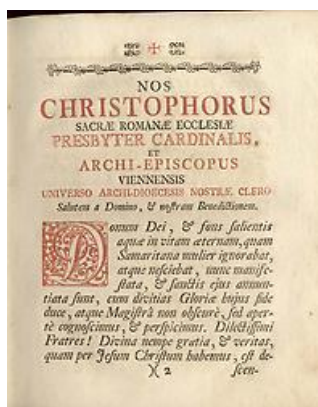 NOS
CHRISTOPHORUS
SACRÆ ROMANÆ ECCLESIÆ
PRESBYTER CARDINALIS,
ET
ARCHI-EPISCOPUS
VIENNENSIS
UNIVERSO ARCHI-DIOECESIS NOSTRÆ CLERO
Salutem a Domino, & nostram Benedictionem.
Donum Dei, & fons salientis
aquæ in vitam æternam, quam
Samaritana mulier ignorabat,
atque nesciebat, nunc manife-
stata, & sanctis ejus annun-
tiata sunt, cum divitias Gloriæ hujus fide
duce, atque Magistrâ non obscurè, sed aper-
tè cognoscimus, & perspicimus. Dilectissimi
Fratres! Divina nempe gratia, & veritas,
quam per Jesum Christum habemus, est de-
)( 2 scen-